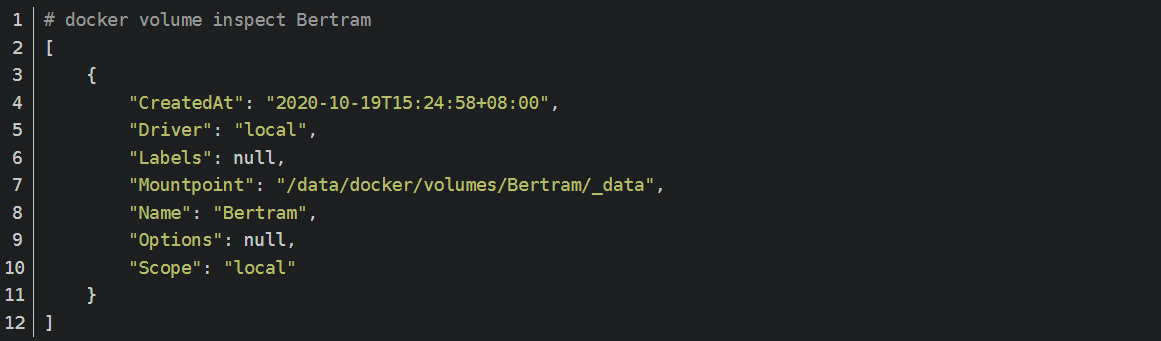 1 # docker volume inspect Bertram
2 [
3     {
4         "CreatedAt": "2020-10-19T15:24:58+08:00",
5         "Driver": "local",
6         "Labels": null,
7         "Mountpoint": "/data/docker/volumes/Bertram/_data",
8         "Name": "Bertram",
9         "Options": null,
10         "Scope": "local"
11     }
12 ]